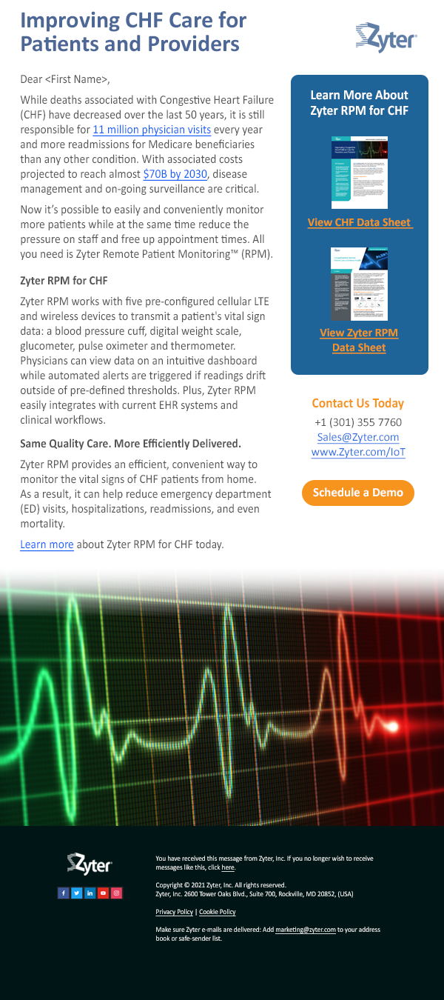 Improving CHF Care for
Patients and Providers
Zyter
Dear <First Name>,
While deaths associated with Congestive Heart Failure
(CHF) have decreased over the last 50 years, it is still
responsible for 11 million physician visits every year
and more readmissions for Medicare beneficiaries
than any other condition. With associated costs
projected to reach almost $70B by 2030, disease
management and on-going surveillance are critical.
Now it's possible to easily and conveniently monitor
more patients while at the same time reduce the
pressure on staff and free up appointment times. All
you need is Zyter Remote Patient Monitoring™ (RPM).
Zyter RPM for CHF
Zyter RPM works with five pre-configured cellular LTE
and wireless devices to transmit a patient's vital sign
data: a blood pressure cuff, digital weight scale,
glucometer, pulse oximeter and thermometer.
Physicians can view data on an intuitive dashboard
while automated alerts are triggered if readings drift
outside of pre-defined thresholds. Plus, Zyter RPM
easily integrates with current EHR systems and
clinical workflows.
Same Quality Care. More Efficiently Delivered.
Zyter RPM provides an efficient, convenient way to
monitor the vital signs of CHF patients from home.
As a result, it can help reduce emergency department
(ED) visits, hospitalizations, readmissions, and even
mortality.
Learn more about Zyter RPM for CHF today.
Learn More About
Zyter RPM for CHF
View CHF Data Sheet
ALERT
View Zyter RPM
Data Sheet
Contact Us Today
+1 (301) 355 7760
Sales@Zyter.com
www.Zyter.com/IoT
Schedule a Demo
Zyter
You have received this message from Zyter, Inc. If you no longer wish to receive
messages like this, click here.
Copyright © 2021 Zyter, Inc. All rights reserved.
Zyter, Inc. 2600 Tower Oaks Blvd., Suite 700, Rockville, MD 20852, (USA)
Privacy Policy | Cookie Policy
Make sure Zyter e-mails are delivered: Add marketing@zyter.com to your address
book or safe-sender list.